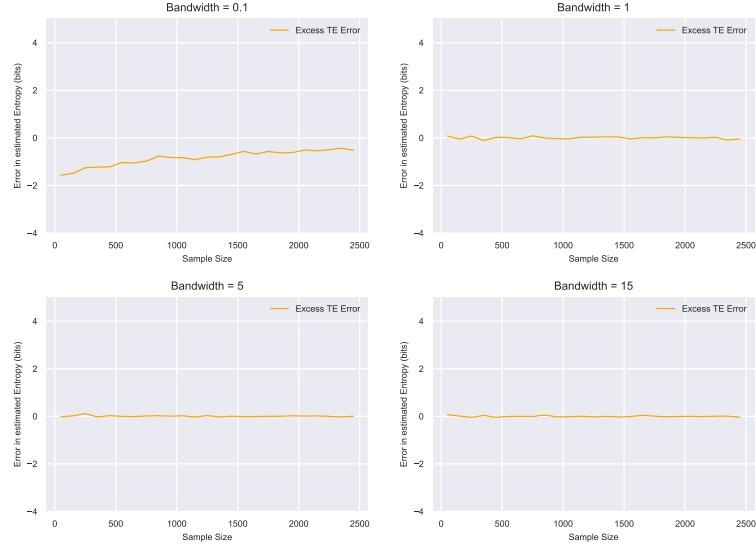 Bandwidth = 0.1
Excess TE Error
Error in estimated Entropy (bits)
4
2
0
−2
−4
0 500 1000 1500 2000 2500
Sample Size
Bandwidth = 1
Excess TE Error
Error in estimated Entropy (bits)
4
2
0
−2
−4
0 500 1000 1500 2000 2500
Sample Size
Bandwidth = 5
Excess TE Error
Error in estimated Entropy (bits)
4
2
0
−2
−4
0 500 1000 1500 2000 2500
Sample Size
Bandwidth = 15
Excess TE Error
Error in estimated Entropy (bits)
4
2
0
−2
−4
0 500 1000 1500 2000 2500
Sample Size